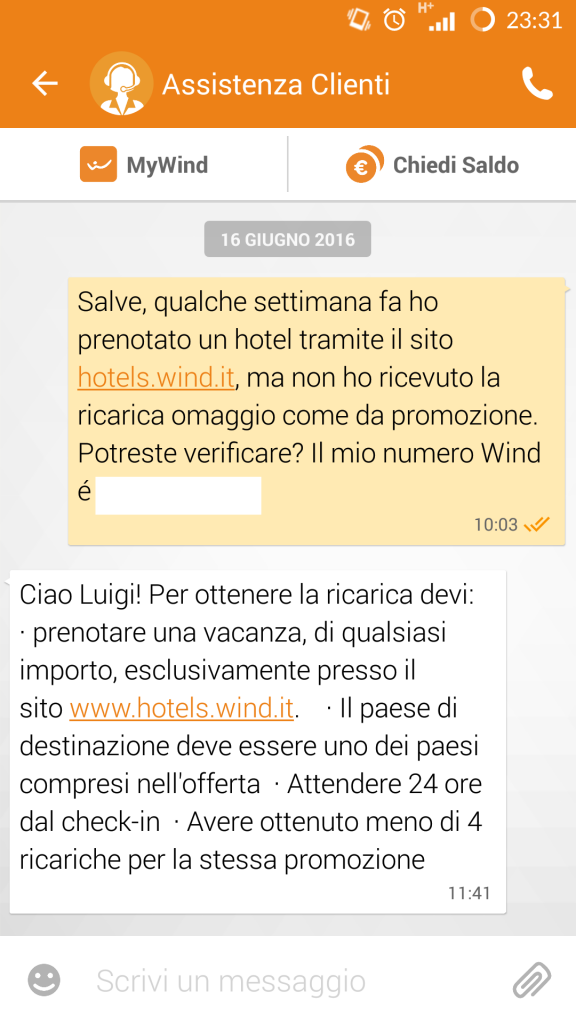 H+ 23:31
Assistenza Clienti
MyWind Chiedi Saldo
16 GIUGNO 2016
Salve, qualche settimana fa ho
prenotato un hotel tramite il sito
hotels.wind.it, ma non ho ricevuto la
ricarica omaggio come da promozione.
Potreste verificare? Il mio numero Wind
é
10:03
Ciao Luigi! Per ottenere la ricarica devi:
· prenotare una vacanza, di qualsiasi
importo, esclusivamente presso il
sito www.hotels.wind.it. · Il paese di
destinazione deve essere uno dei paesi
compresi nell'offerta · Attendere 24 ore
dal check-in · Avere ottenuto meno di 4
ricariche per la stessa promozione
11:41
Scrivi un messaggio